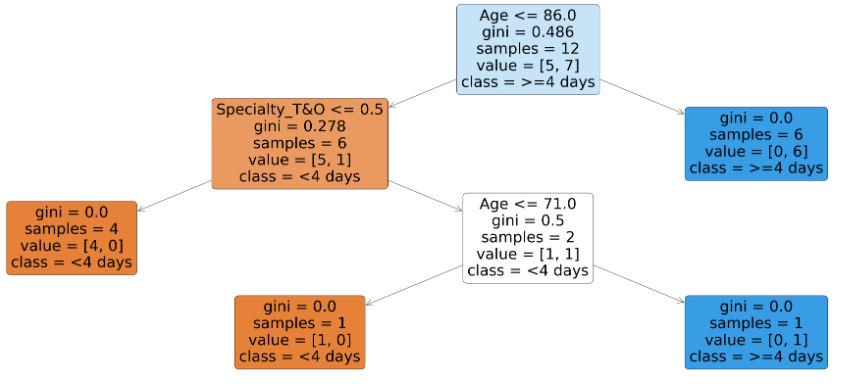 Age <= 86.0
gini = 0.486
samples = 12
value = [5, 7]
class = >=4 days
Specialty_T&O <= 0.5
gini = 0.278
samples = 6
value = [5, 1]
class = <4 days
gini = 0.0
samples = 6
value = [0, 6]
class = >=4 days
gini = 0.0
samples = 4
value = [4, 0]
class = <4 days
Age <= 71.0
gini = 0.5
samples = 2
value = [1, 1]
class = <4 days
gini = 0.0
samples = 1
value = [1, 0]
class = <4 days
gini = 0.0
samples = 1
value = [0, 1]
class = >=4 days